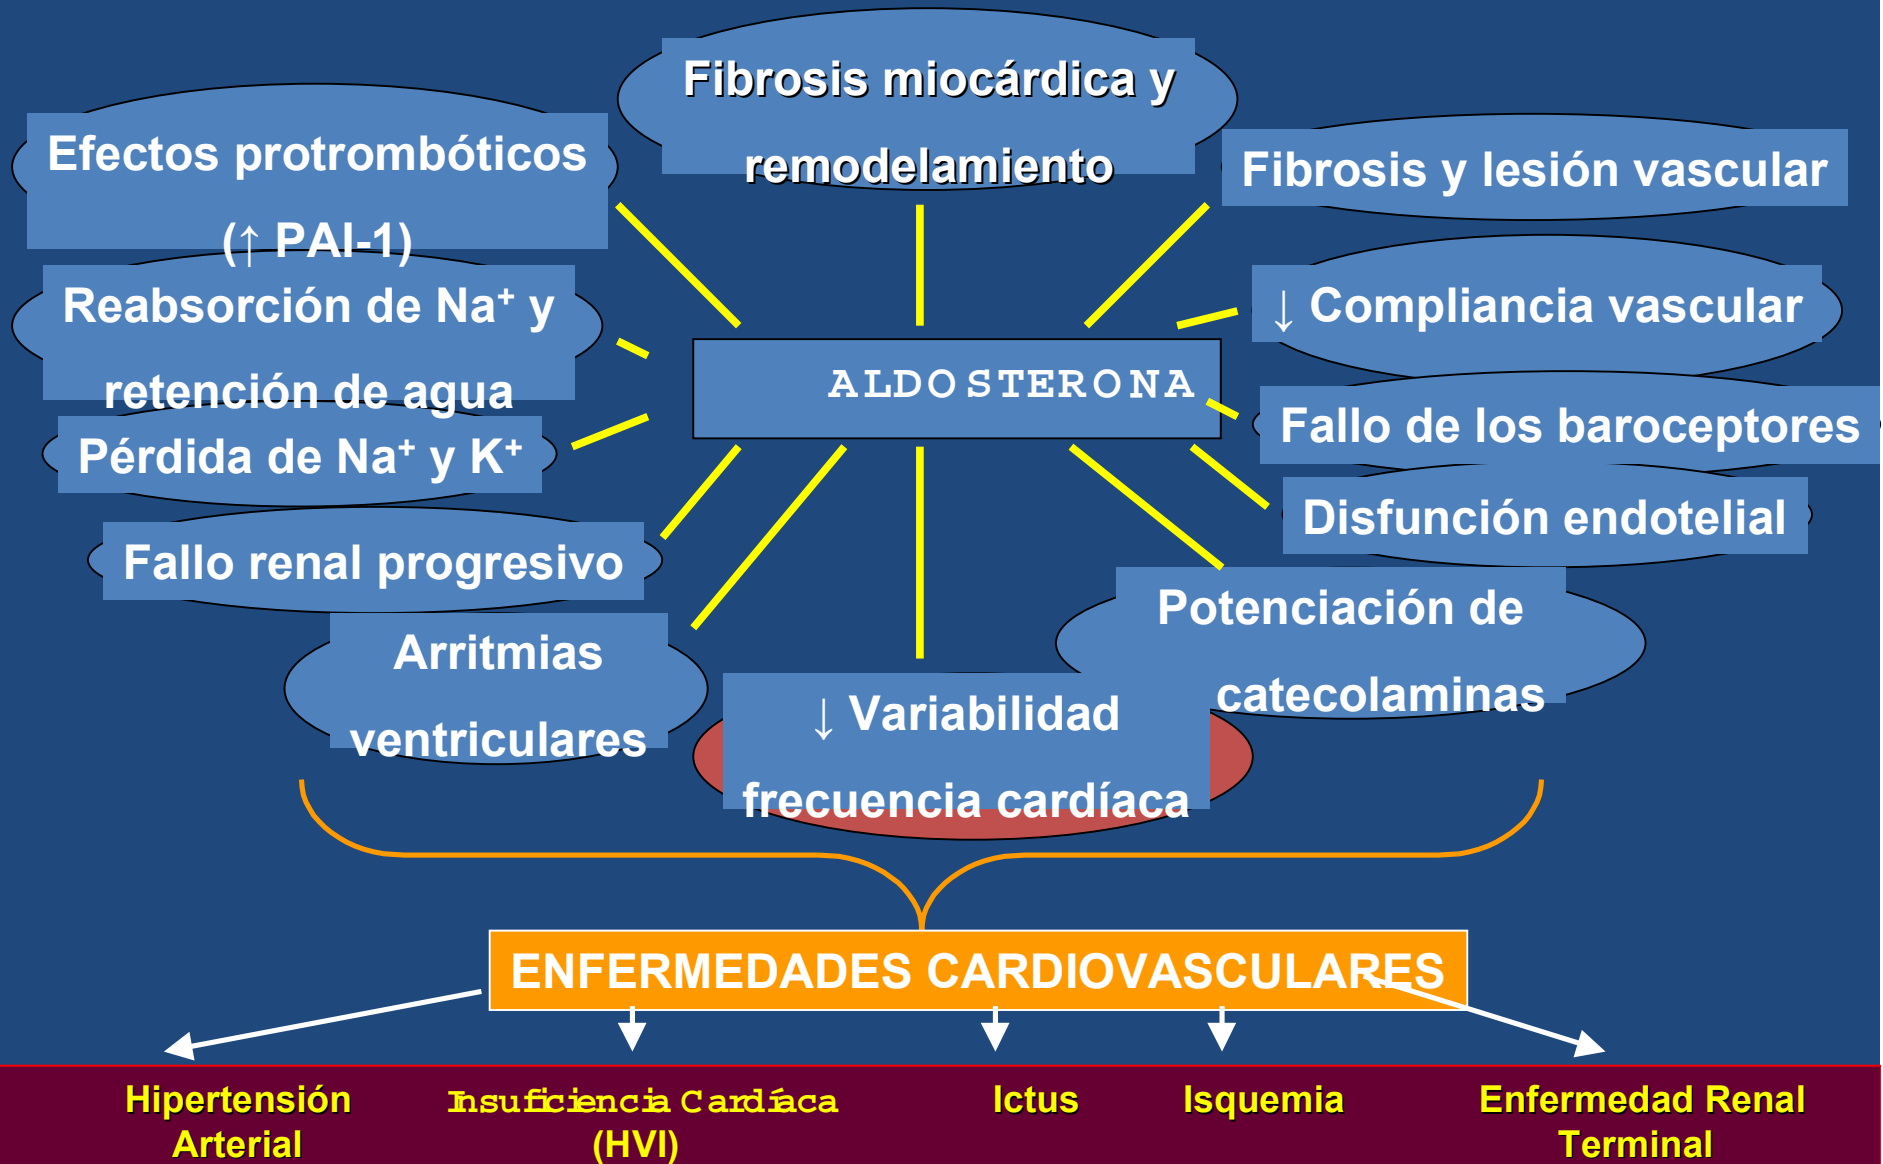 Fibrosis miocárdica y
remodelamiento
Efectos protrombóticos
(↑ PAI-1)
Fibrosis y lesión vascular
Reabsorción de Na⁺ y
retención de agua
↓ Compliancia vascular
ALDOSTERONA
Pérdida de Na⁺ y K⁺
Fallo de los baroceptores
Disfunción endotelial
Fallo renal progresivo
Potenciación de
catecolaminas
Arritmias
ventriculares
↓ Variabilidad
frecuencia cardíaca
ENFERMEDADES CARDIOVASCULARES
Hipertensión
Arterial
Insuficiencia Cardíaca
(HVI)
Ictus
Isquemia
Enfermedad Renal
Terminal